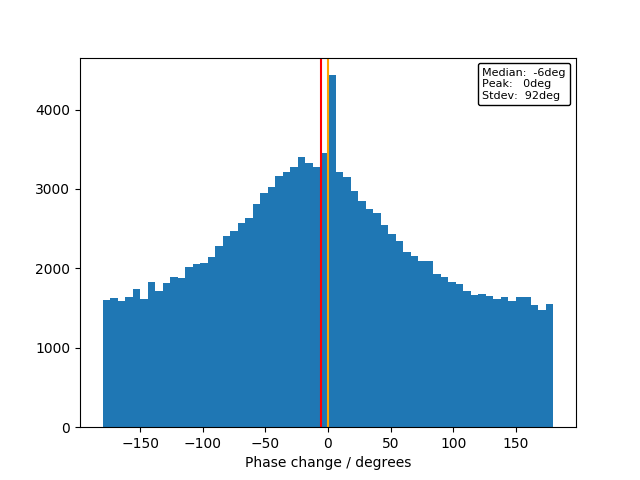 Median:  -6deg
Peak:   0deg
Stdev:  92deg
4000
3000
2000
1000
0
−150 −100 −50 0 50 100 150
Phase change / degrees